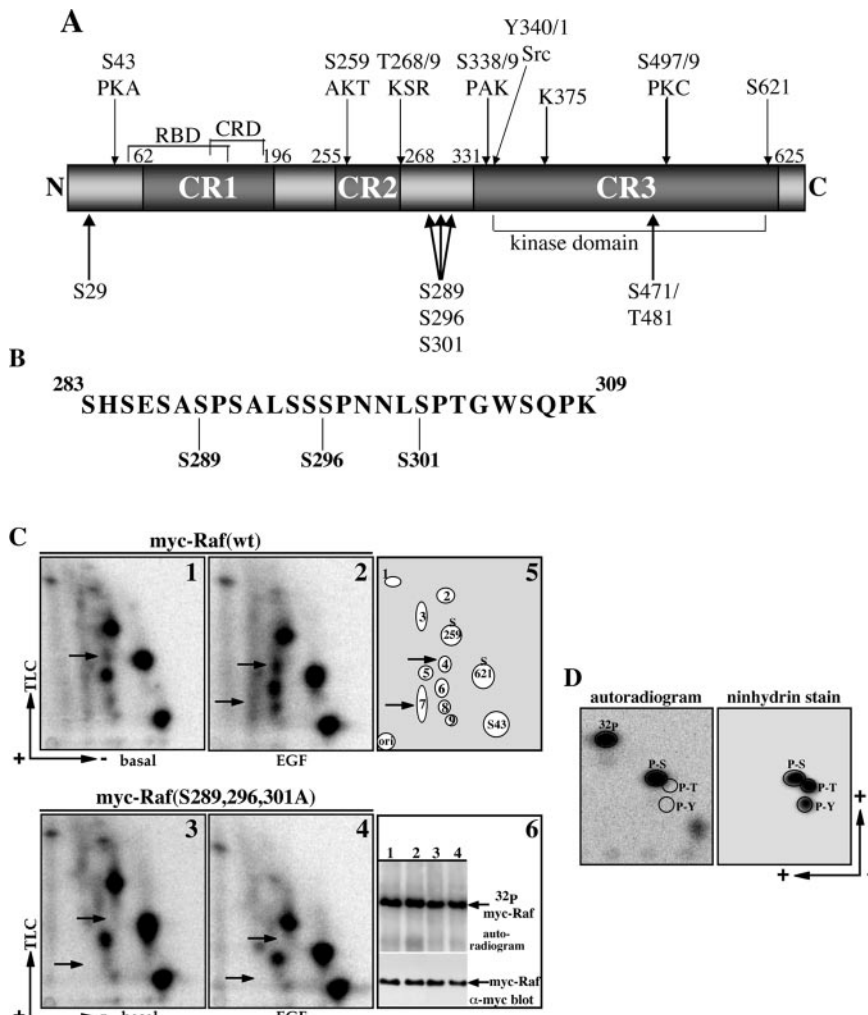 A
S43 S259 T268/9 S338/9 Y340/1 S497/9 S621
PKA AKT KSR PAK Src K375 PKC
RBD CRD
62 196 255 268 331 625
N CR1 CR2 CR3 C
kinase domain
S29 S289 S471/
S296 T481
S301
B
283 SHSESASPSALSSSPNNLSPTGWSQPK 309
S289 S296 S301
C
myc-Raf(wt)
1 2 5
1
2
3
S
259
4
S
621
5
6
7
8
9
S43
ori
TLC
+ -
basal EGF
myc-Raf(S289,296,301A)
3 4 6
1 2 3 4
32P
myc-Raf
auto-
radiogram
myc-Raf
α-myc blot
TLC
+ -
basal EGF
D
autoradiogram ninhydrin stain
32P
P-S P-S
P-T P-T
P-Y P-Y
+
+